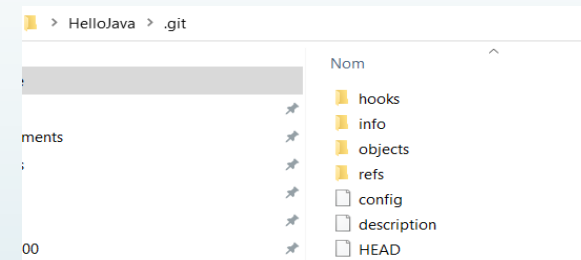 HelloJava > .git
Nom
hooks
info
ments
objects
refs
config
description
00
HEAD